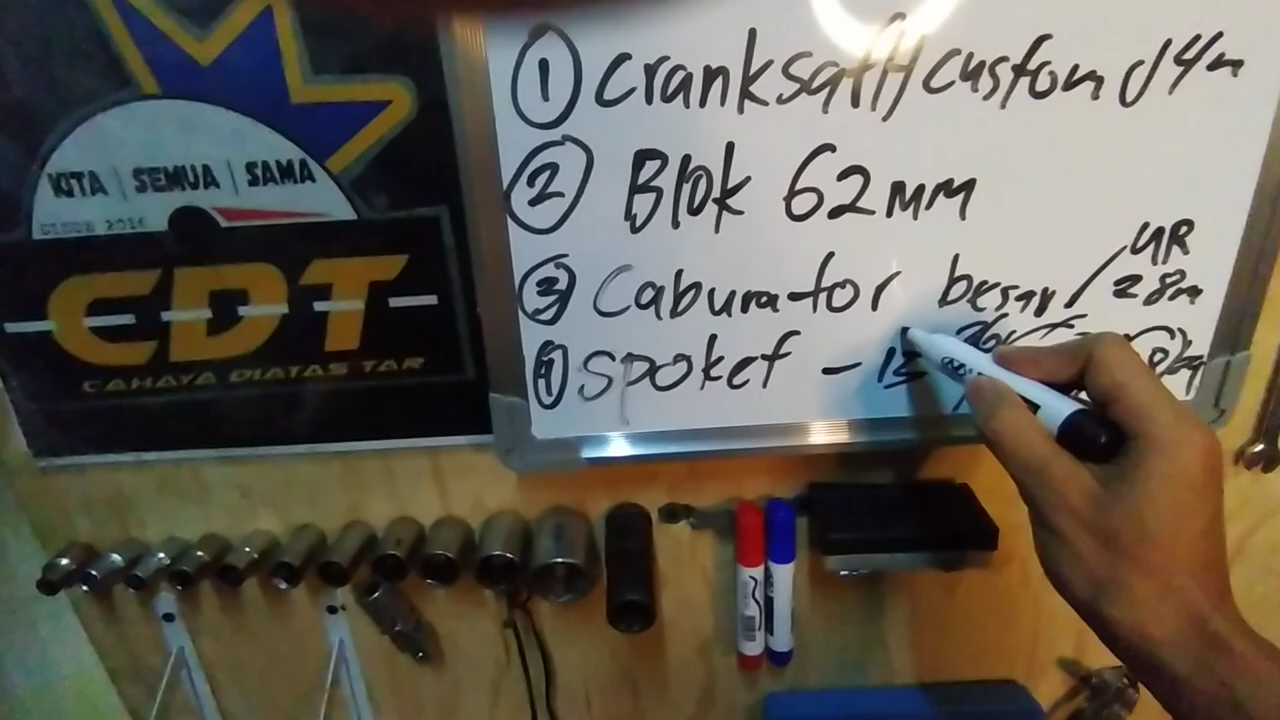 KITA | SEMUA | SAMA
CDT
CAHAYA DIATAS TAR
① cranksaft/custom
② Blok 62mm
③ Caburator besar/UR 28m
④ Spoket - 15